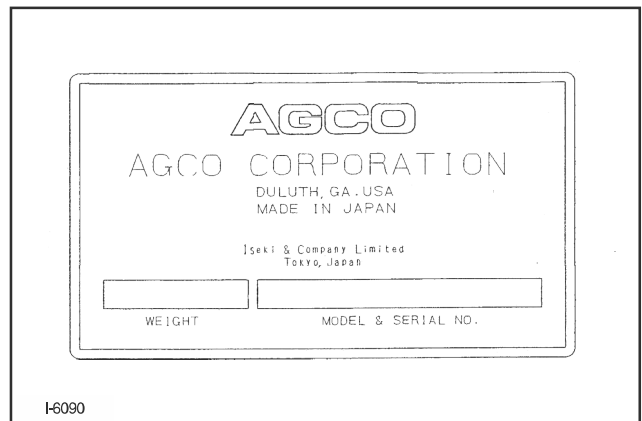 AGCO
AGCO CORPORATION
DULUTH, GA. USA
MADE IN JAPAN
Iseki & Company Limited
Tokyo, Japan
WEIGHT MODEL & SERIAL NO.
I-6090